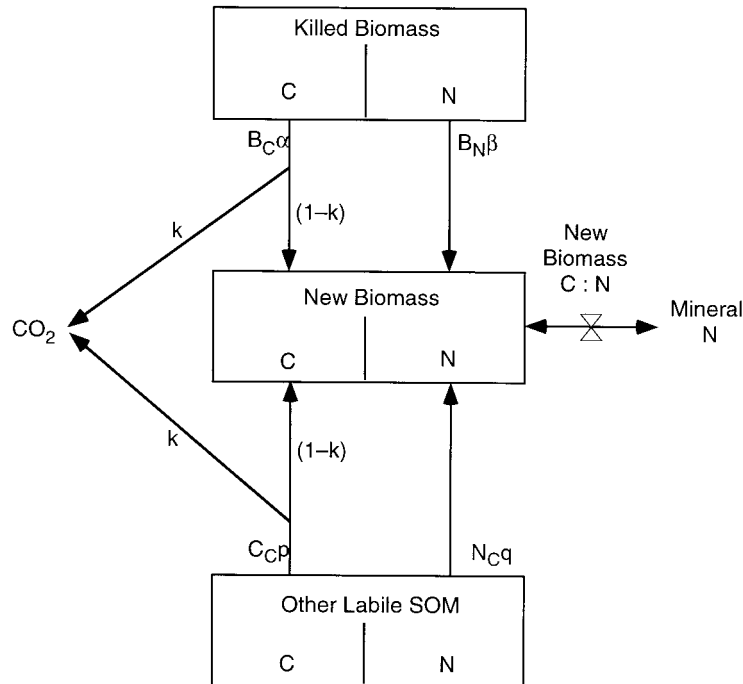 Killed Biomass
C N
B_Cα B_Nβ
k (1–k)
New
Biomass
C : N
New Biomass
CO₂
Mineral
N
C N
k (1–k)
C_Cp N_Cq
Other Labile SOM
C N